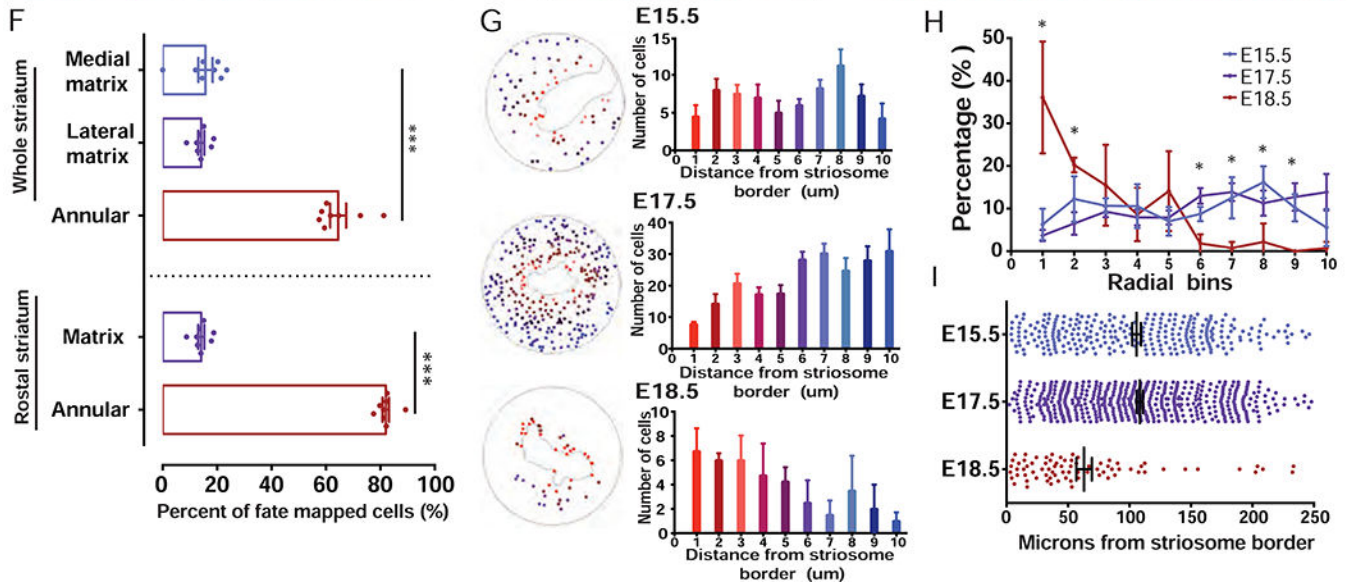 F
Whole striatum
Medial
matrix
Lateral
matrix
Annular
***
Rostal striatum
Matrix
Annular
***
0 20 40 60 80 100
Percent of fate mapped cells (%)
G
E15.5
Number of cells
15
10
5
0 1 2 3 4 5 6 7 8 9 10
Distance from striosome
border (um)
E17.5
Number of cells
40
30
20
10
0
0 1 2 3 4 5 6 7 8 9 10
Distance from striosome
border (um)
E18.5
Number of cells
10
8
6
4
2
0
0 1 2 3 4 5 6 7 8 9 10
Distance from striosome
border (um)
H
Percentage (%)
50
40
30
20
10
0
* * * * * *
E15.5
E17.5
E18.5
0 1 2 3 4 5 6 7 8 9 10
Radial bins
I
E15.5
E17.5
E18.5
0 50 100 150 200 250
Microns from striosome border